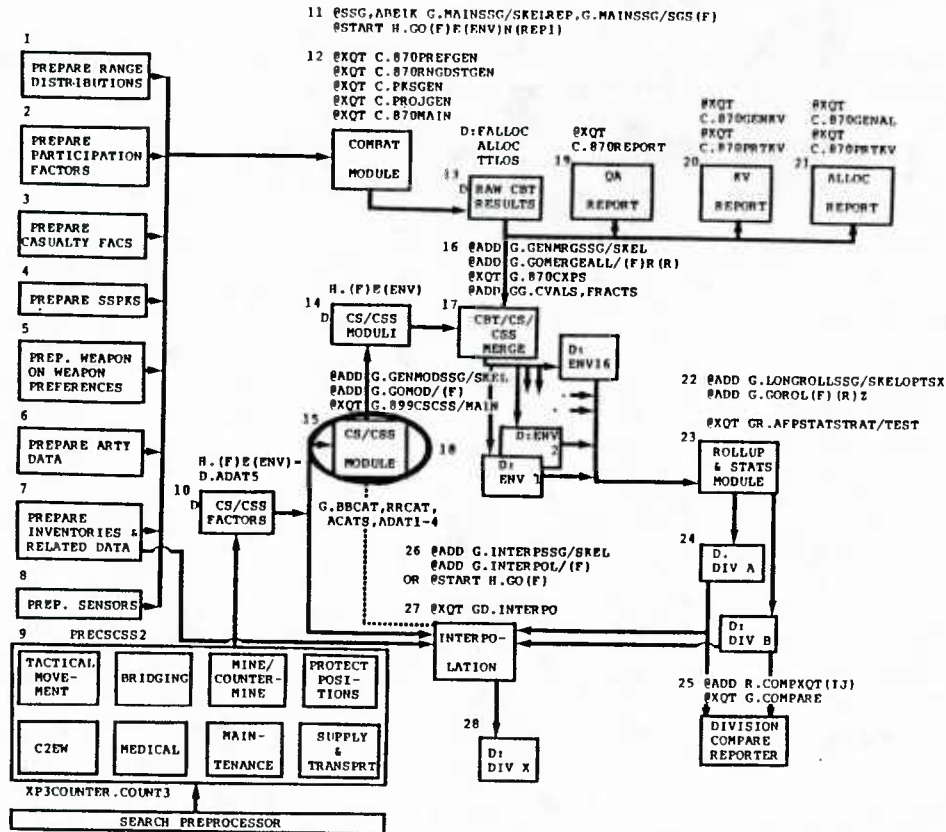 11 @SSG,ABEIK G.MAINSSG/SKELREP,G.MAINSSG/SGS(F)
@START H.GO(F)E(ENV)N(REP1)
1
PREPARE RANGE
DISTRIBUTIONS
2
PREPARE
PARTICIPATION
FACTORS
3
PREPARE
CASUALTY FACS
4
PREPARE SSPKS
5
PREP. WEAPON
ON WEAPON
PREFERENCES
6
PREPARE ARTY
DATA
7
PREPARE
INVENTORIES &
RELATED DATA
8
PREP. SENSORS
12 @XQT C.870PREFGEN
@XQT C.870RNGDSTGEN
@XQT C.PKSGEN
@XQT C.PROJGEN
@XQT C.870MAIN
COMBAT
MODULE
D:FALLOC
ALLOC
TTLOS
13
D
RAW CBT
RESULTS
@XQT
C.870REPORT
19
QA
REPORT
@XQT
C.870GENKV
@XQT
C.870PRTKV
20
KV
REPORT
@XQT
C.870GENAL
@XQT
C.870PRTKV
21
ALLOC
REPORT
16 @ADD G.GENMRGSSG/SKEL
@ADD G.GOMERGEALL/(F)R(R)
@XQT G.870CXPS
@ADD GG.CVALS,FRACTS
H.(F)E(ENV)
14
D
CS/CSS
MODULI
17
CBT/CS/
CSS
MERGE
D:
ENV16
@ADD G.GENMODSSG/SKEL
@ADD G.GOMOD/(F)
@XQT G.899CSCSS/MAIN
15
CS/CSS
MODULE
18
D:ENV
2
D:
ENV 1
22 @ADD G.LONGROLLSSG/SKELOPTSX
@ADD G.GOROL(F)(R)Z
@XQT GR.AFPSTATSTRAT/TEST
23
ROLLUP
& STATS
MODULE
H.(F)E(ENV)-
D.ADAT5
10
D
CS/CSS
FACTORS
G.BBCAT,RRCAT,
ACATS,ADAT1-4
24
D.
DIV A
D:
DIV B
26 @ADD G.INTERPSSG/SKEL
@ADD G.INTERPOL/(F)
OR @START H.GO(F)
27 @XQT GD.INTERPO
INTERPO-
LATION
25 @ADD R.COMPXQT(IJ)
@XQT G.COMPARE
DIVISION
COMPARE
REPORTER
28
D:
DIV X
9 PRECSCSS2
TACTICAL
MOVE-
MENT
BRIDGING
MINE/
COUNTER-
MINE
PROTECT
POSI-
TIONS
C2EW
MEDICAL
MAIN-
TENANCE
SUPPLY
&
TRANSPRT
XP3COUNTER.COUNT3
SEARCH PREPROCESSOR